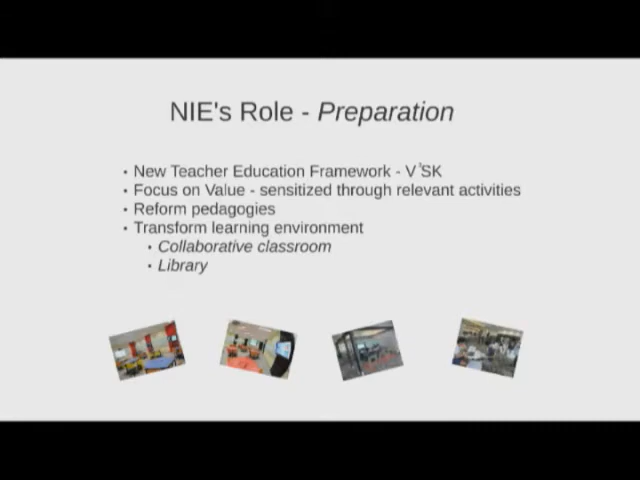 NIE's Role - Preparation
• New Teacher Education Framework - V³SK
• Focus on Value - sensitized through relevant activities
• Reform pedagogies
• Transform learning environment
• Collaborative classroom
• Library